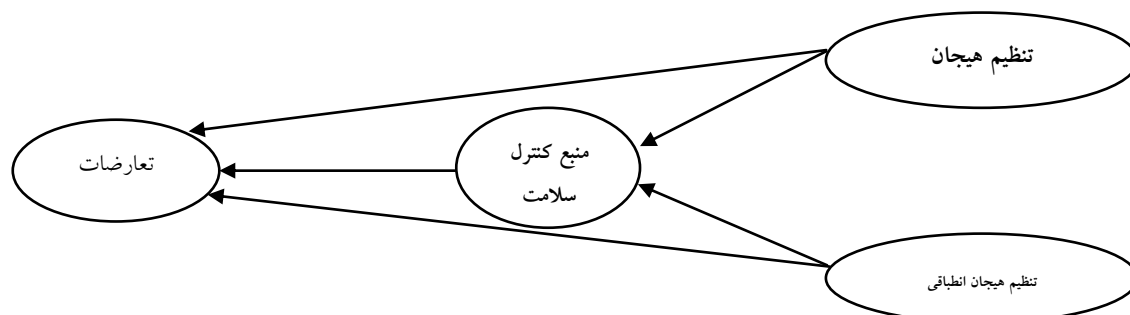 تنظیم هیجان
منبع کنترل
سلامت
تعارضات
تنظیم هیجان انطباقی